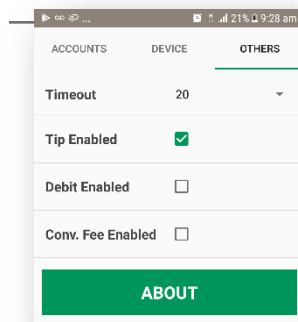 21% 9:28 am
ACCOUNTS DEVICE OTHERS
Timeout 20
Tip Enabled
Debit Enabled
Conv. Fee Enabled
ABOUT